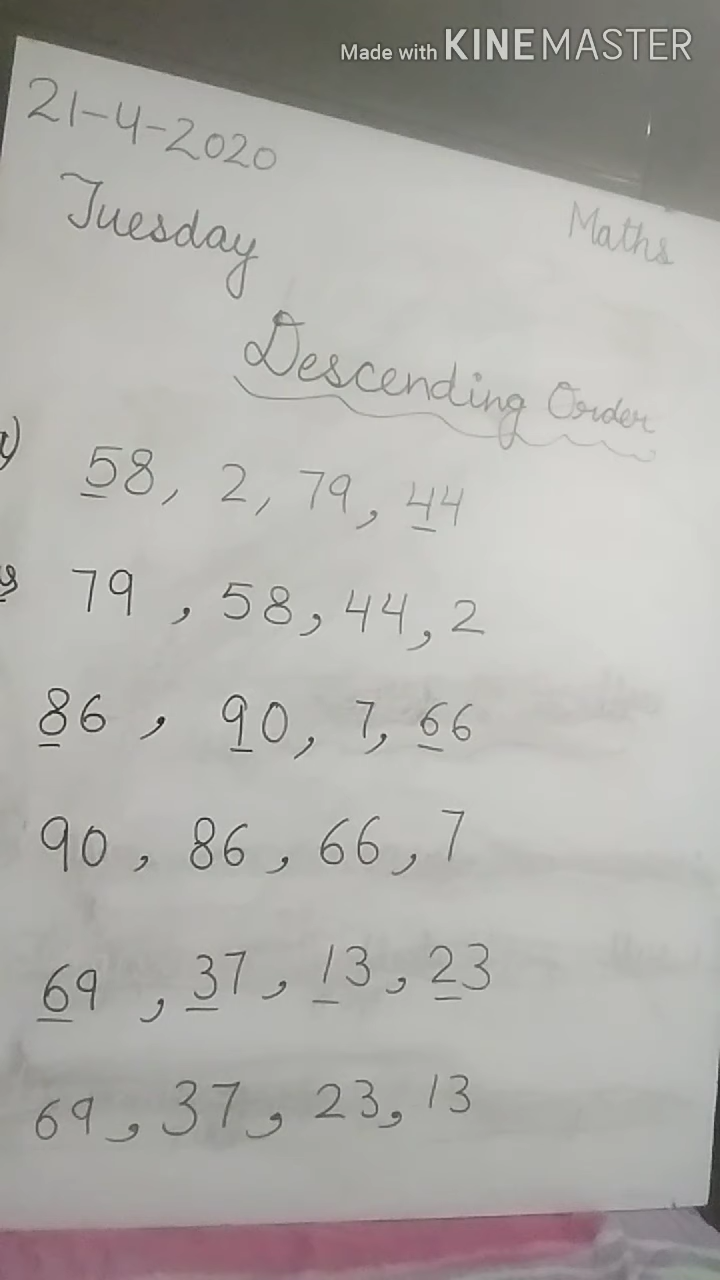 Made with KINEMASTER
21-4-2020
Tuesday
Maths
Descending Order
58, 2, 79, 44
79, 58, 44, 2
86, 90, 7, 66
90, 86, 66, 7
69, 37, 13, 23
69, 37, 23, 13